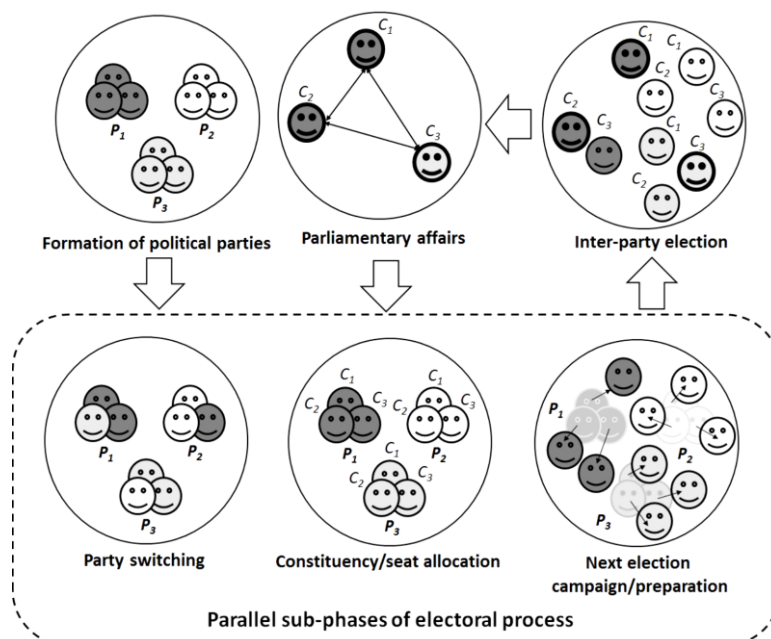 P1
P2
P3
Formation of political parties
C1
C2
C3
Parliamentary affairs
C1
C1
C2
C3
C2
C3
C1
C3
C2
Inter-party election
P1
P2
P3
Party switching
C1
C2
C3
P1
C1
C2
C3
P2
C1
C2
C3
P3
Constituency/seat allocation
P1
P2
P3
Next election
campaign/preparation
Parallel sub-phases of electoral process